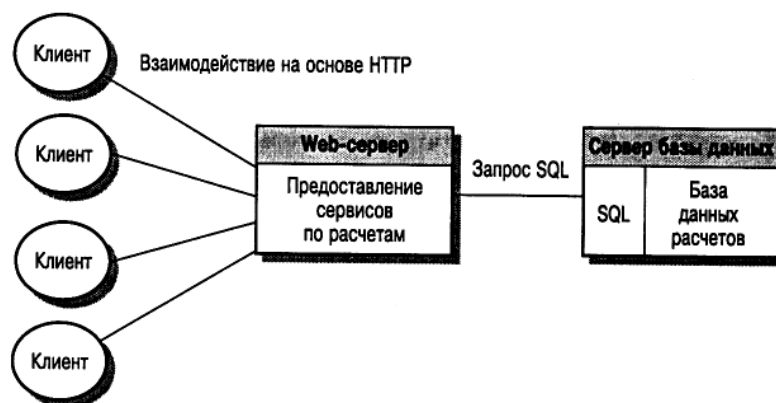 Клиент
Взаимодействие на основе HTTP
Клиент
Клиент
Клиент
Web-сервер
Предоставление
сервисов
по расчетам
Запрос SQL
Сервер базы данных
SQL
База
данных
расчетов